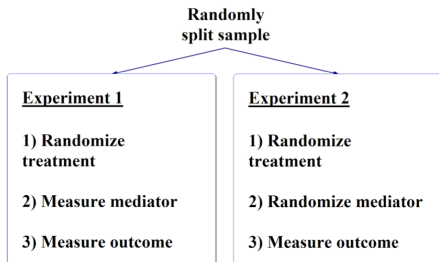 Randomly
split sample
Experiment 1
1) Randomize
treatment
2) Measure mediator
3) Measure outcome
Experiment 2
1) Randomize
treatment
2) Randomize mediator
3) Measure outcome